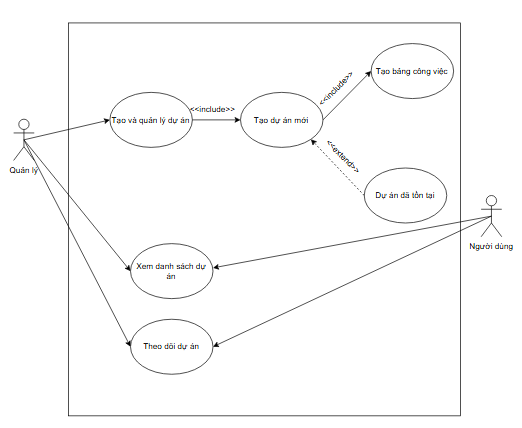 Tạo bảng công việc
<<include>>
<<include>>
Tạo và quản lý dự án
Tạo dự án mới
<<extend>>
Quản lý
Dự án đã tồn tại
Người dùng
Xem danh sách dự
án
Theo dõi dự án